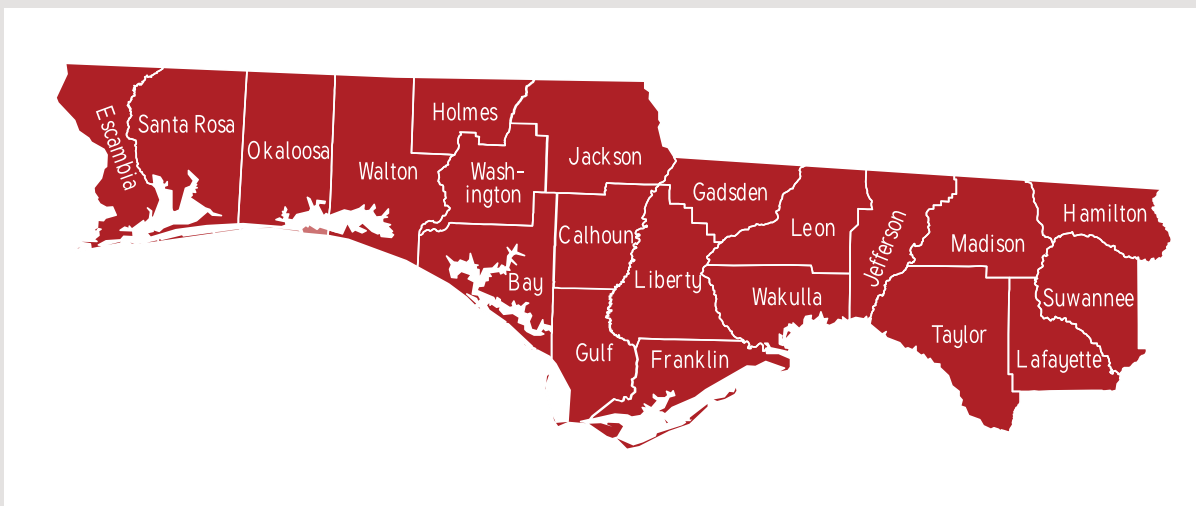 Escambia
Santa Rosa
Okaloosa
Walton
Holmes
Wash-
ington
Jackson
Bay
Calhoun
Gulf
Liberty
Gadsden
Franklin
Leon
Wakulla
Jefferson
Madison
Taylor
Hamilton
Suwannee
Lafayette